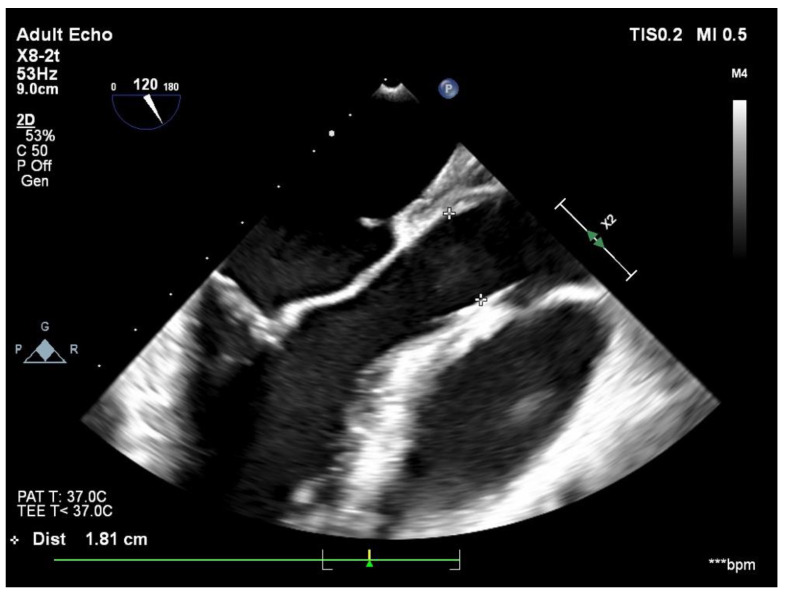 Adult Echo
TIS0.2 MI 0.5
X8-2t
53Hz
9.0cm
0 120 180
P
M4
2D
53%
C 50
P Off
Gen
X2
G
P R
PAT T: 37.0C
TEE T< 37.0C
Dist 1.81 cm
***bpm